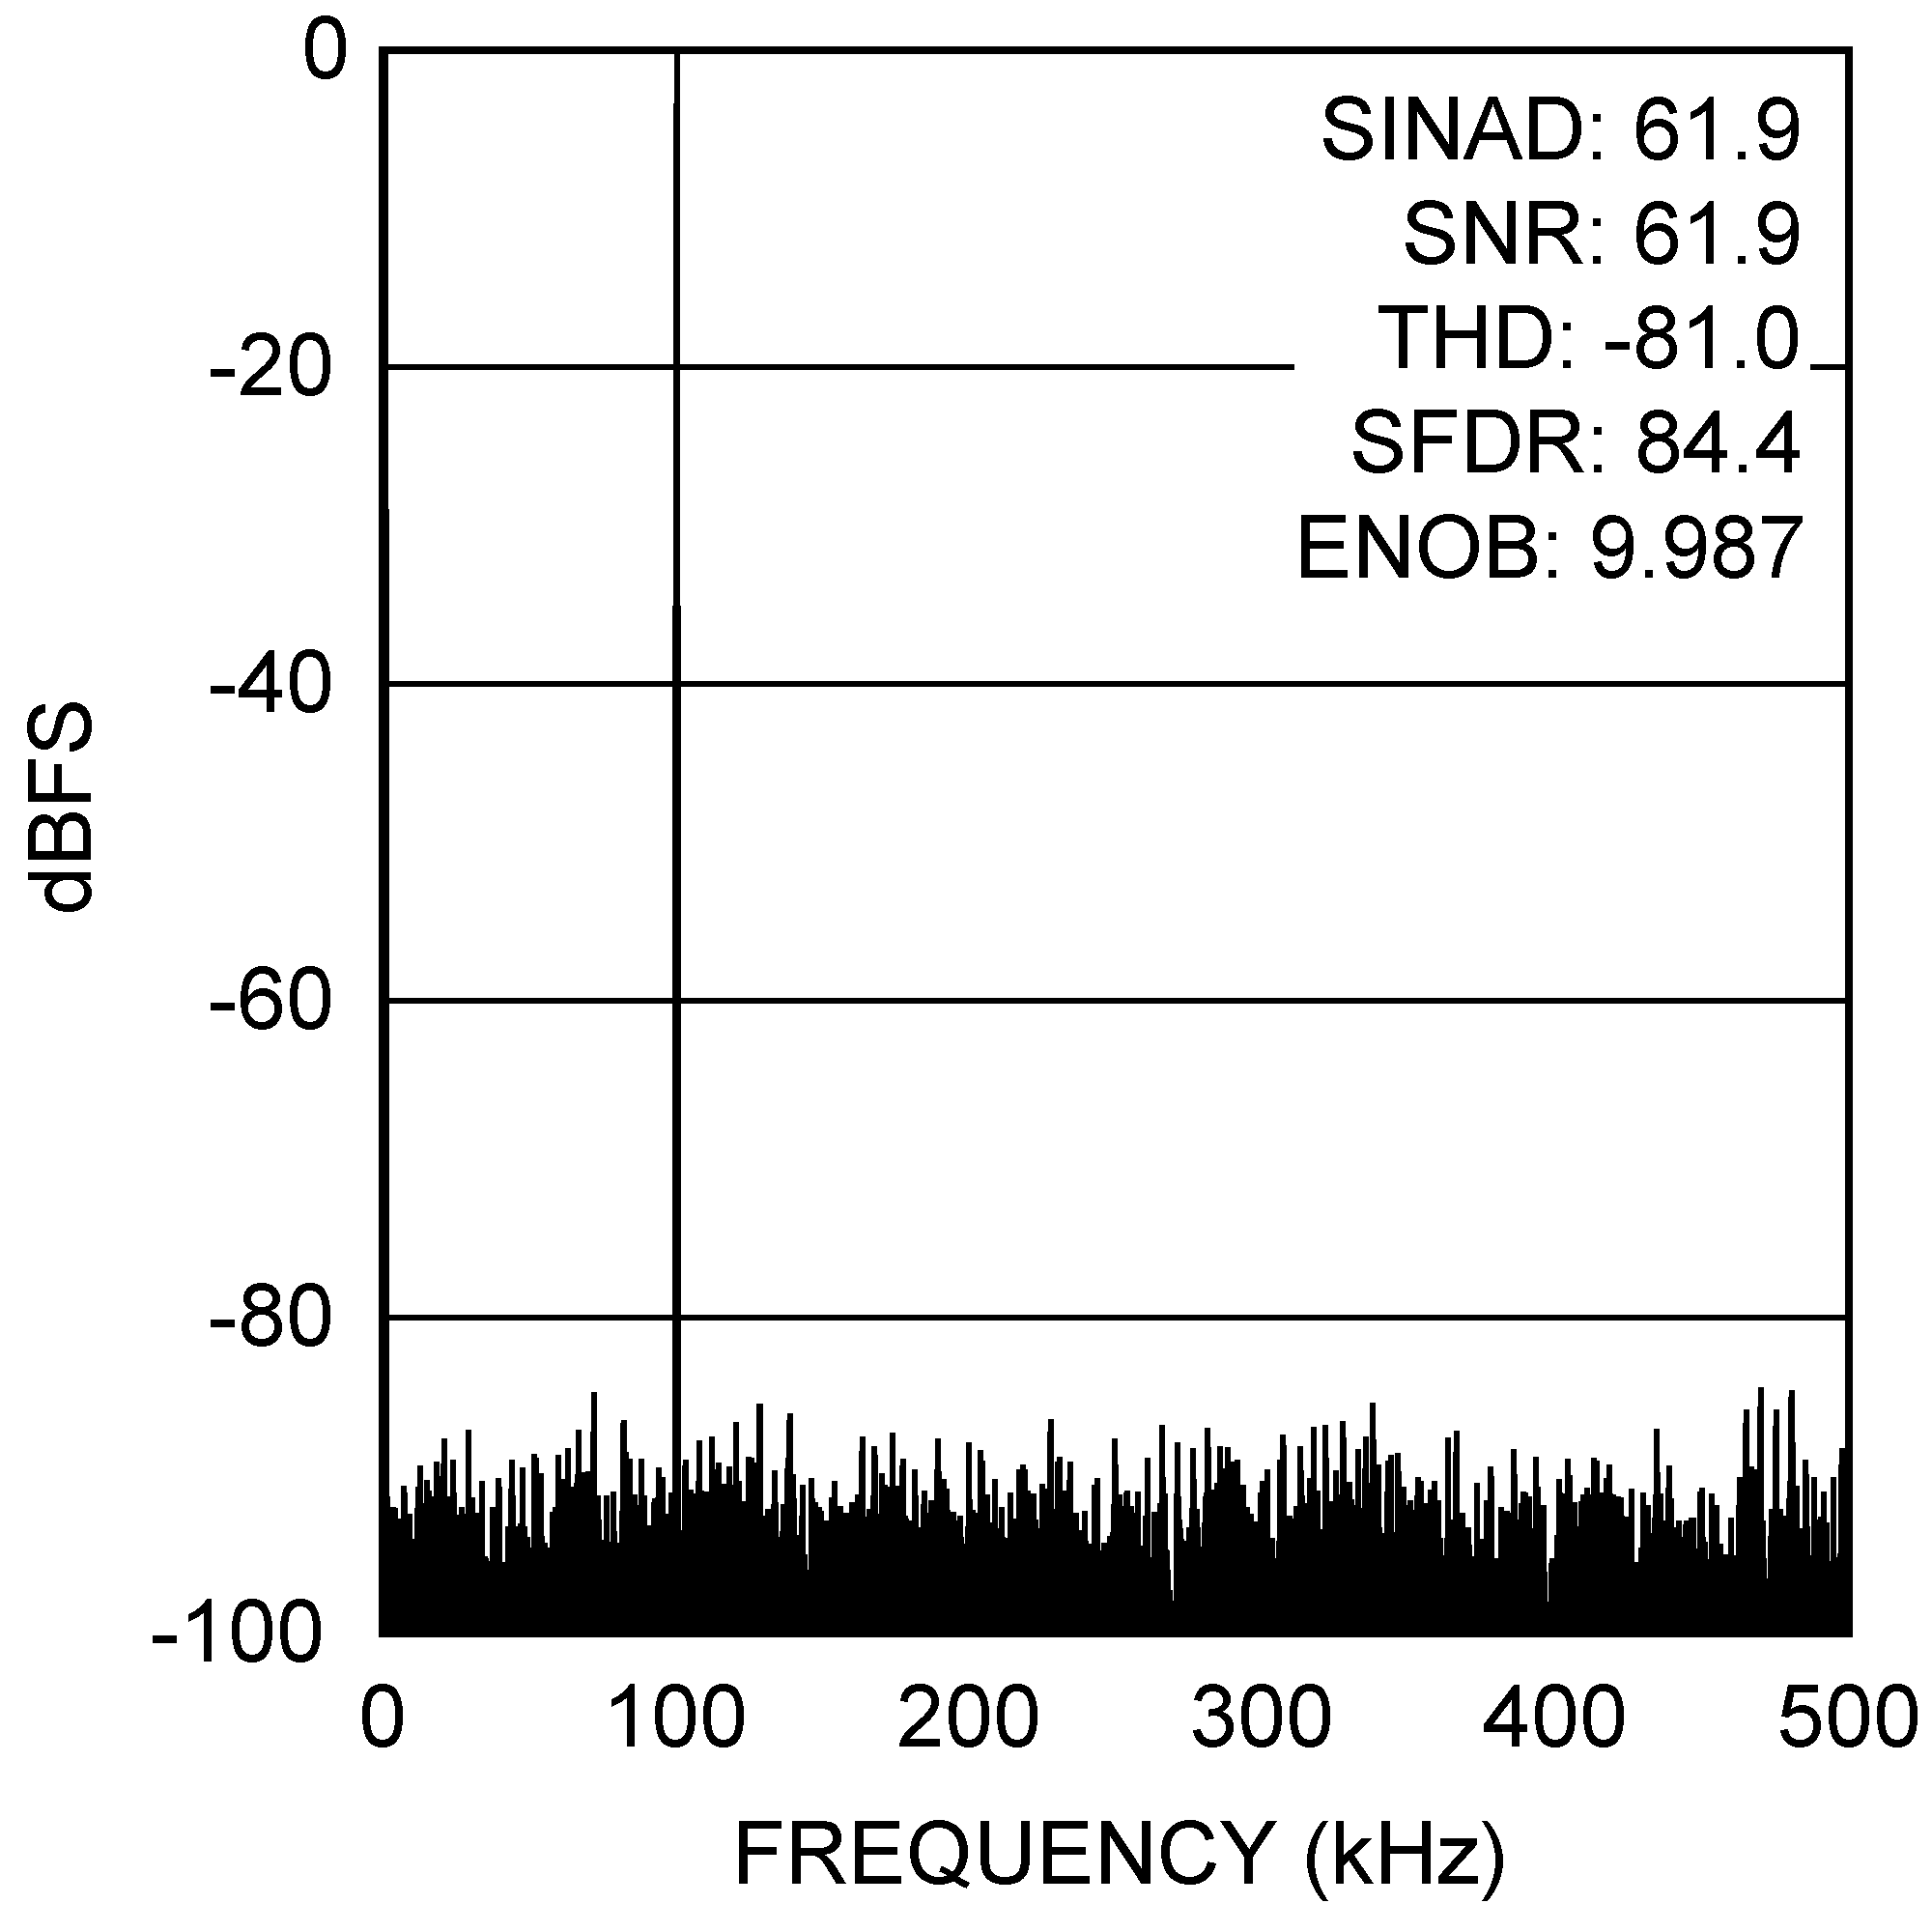 0
SINAD: 61.9
SNR: 61.9
THD: -81.0
-20
SFDR: 84.4
ENOB: 9.987
-40
dBFS
-60
-80
-100
0 100 200 300 400 500
FREQUENCY (kHz)